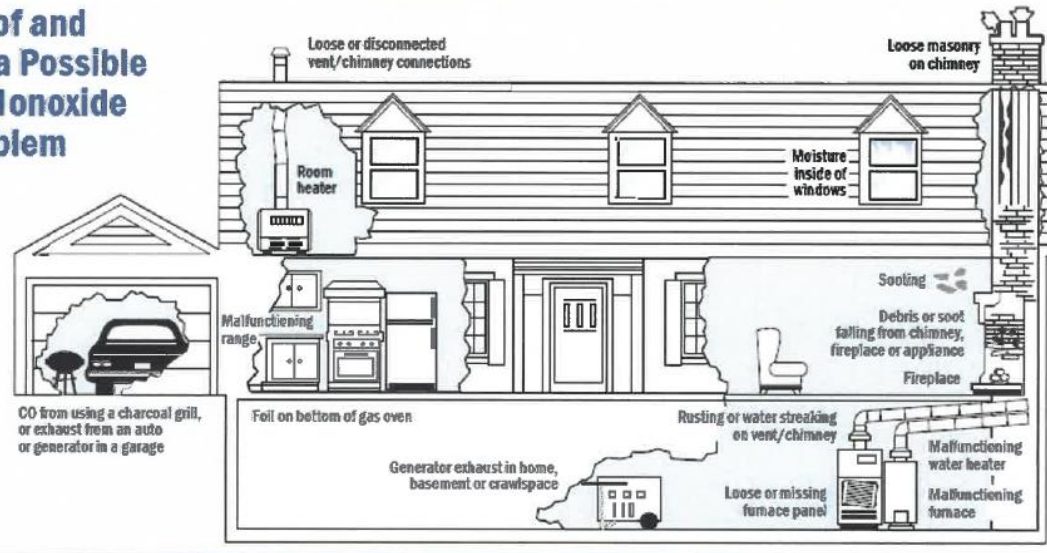 of and
a Possible
Monoxide
blem
Loose or disconnected
vent/chimney connections
Loose masonry
on chimney
Room
heater
Moisture
inside of
windows
Sooting
Malfunctioning
range
Debris or soot
falling from chimney,
fireplace or appliance
Fireplace
CO from using a charcoal grill,
or exhaust from an auto
or generator in a garage
Foil on bottom of gas oven
Rusting or water streaking
on vent/chimney
Generator exhaust in home,
basement or crawlspace
Malfunctioning
water heater
Loose or missing
furnace panel
Malfunctioning
furnace